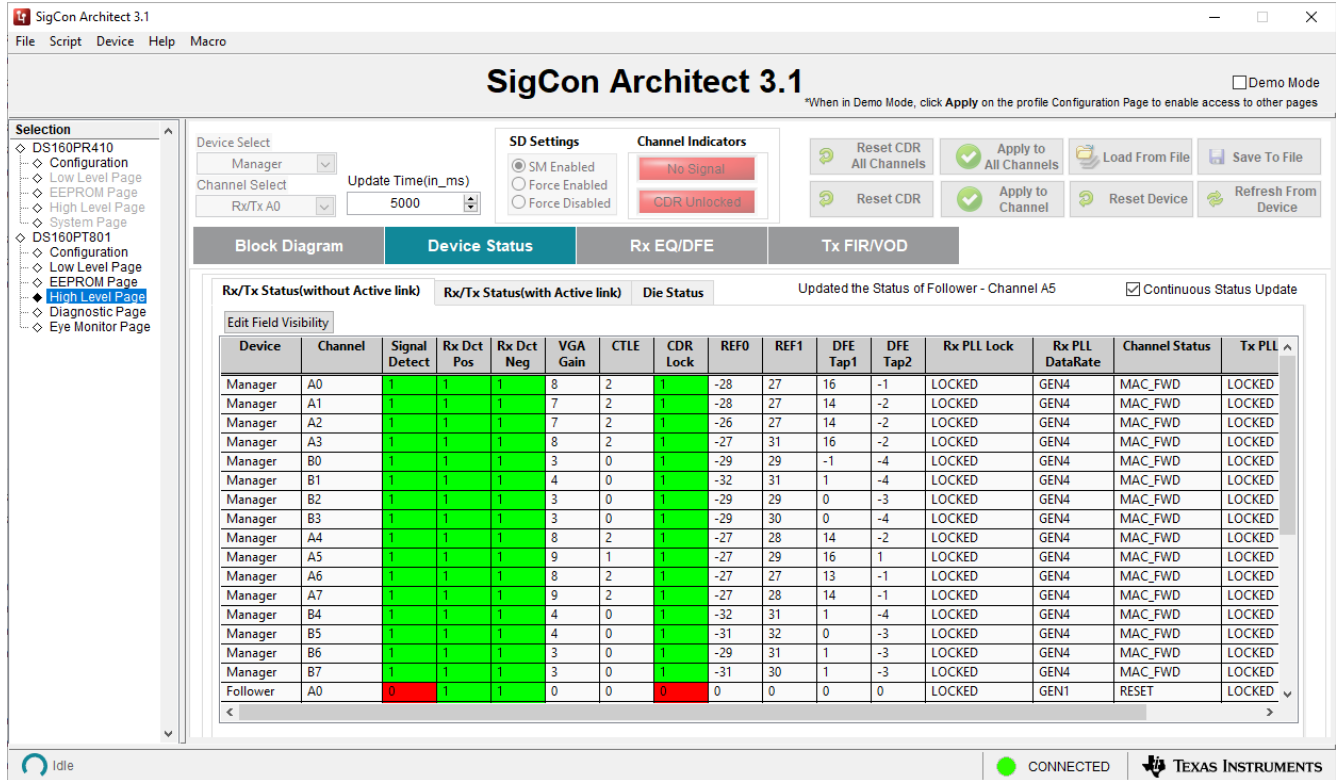 SigCon Architect 3.1
File Script Device Help Macro
SigCon Architect 3.1
Demo Mode
*When in Demo Mode, click Apply on the profile Configuration Page to enable access to other pages
Selection
DS160PR410
Configuration
Low Level Page
EEPROM Page
High Level Page
System Page
DS160PT801
Configuration
Low Level Page
EEPROM Page
High Level Page
Diagnostic Page
Eye Monitor Page
Device Select
Manager
Channel Select
Rx/Tx A0
Update Time(in_ms)
5000
SD Settings
SM Enabled
Force Enabled
Force Disabled
Channel Indicators
No Signal
CDR Unlocked
Reset CDR
All Channels
Apply to
All Channels
Load From File
Save To File
Reset CDR
Apply to
Channel
Reset Device
Refresh From
Device
Block Diagram
Device Status
Rx EQ/DFE
Tx FIR/VOD
Rx/Tx Status(without Active link)
Rx/Tx Status(with Active link)
Die Status
Updated the Status of Follower - Channel A5
Continuous Status Update
Edit Field Visibility
Device Channel Signal Detect Rx Dct Pos Rx Dct Neg VGA Gain CTLE CDR Lock REF0 REF1 DFE Tap1 DFE Tap2 Rx PLL Lock Rx PLL DataRate Channel Status Tx PLL
Manager A0 1 1 1 8 2 1 -28 27 16 -1 LOCKED GEN4 MAC_FWD LOCKED
Manager A1 1 1 1 7 2 1 -28 27 14 -2 LOCKED GEN4 MAC_FWD LOCKED
Manager A2 1 1 1 7 2 1 -26 27 14 -2 LOCKED GEN4 MAC_FWD LOCKED
Manager A3 1 1 1 8 2 1 -27 31 16 -2 LOCKED GEN4 MAC_FWD LOCKED
Manager B0 1 1 1 3 0 1 -29 29 -1 -4 LOCKED GEN4 MAC_FWD LOCKED
Manager B1 1 1 1 4 0 1 -32 31 1 -4 LOCKED GEN4 MAC_FWD LOCKED
Manager B2 1 1 1 3 0 1 -29 29 0 -3 LOCKED GEN4 MAC_FWD LOCKED
Manager B3 1 1 1 3 0 1 -29 30 0 -4 LOCKED GEN4 MAC_FWD LOCKED
Manager A4 1 1 1 8 2 1 -27 28 14 -2 LOCKED GEN4 MAC_FWD LOCKED
Manager A5 1 1 1 9 1 1 -27 29 16 1 LOCKED GEN4 MAC_FWD LOCKED
Manager A6 1 1 1 8 2 1 -27 27 13 -1 LOCKED GEN4 MAC_FWD LOCKED
Manager A7 1 1 1 9 2 1 -27 28 14 -1 LOCKED GEN4 MAC_FWD LOCKED
Manager B4 1 1 1 4 0 1 -32 31 1 -4 LOCKED GEN4 MAC_FWD LOCKED
Manager B5 1 1 1 4 0 1 -31 32 0 -3 LOCKED GEN4 MAC_FWD LOCKED
Manager B6 1 1 1 3 0 1 -29 31 1 -3 LOCKED GEN4 MAC_FWD LOCKED
Manager B7 1 1 1 3 0 1 -31 30 1 -3 LOCKED GEN4 MAC_FWD LOCKED
Follower A0 0 1 1 0 0 0 0 0 0 0 LOCKED GEN1 RESET LOCKED
Idle
CONNECTED
TEXAS INSTRUMENTS